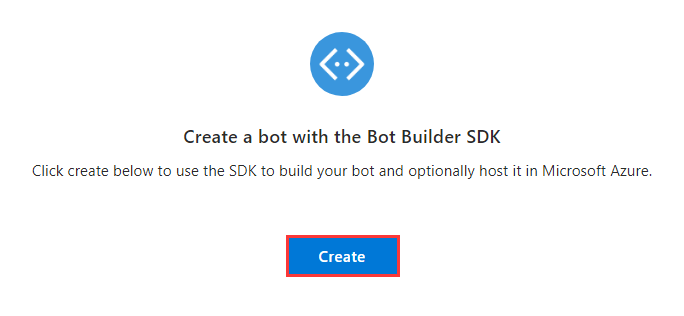 Create a bot with the Bot Builder SDK
Click create below to use the SDK to build your bot and optionally host it in Microsoft Azure.
Create